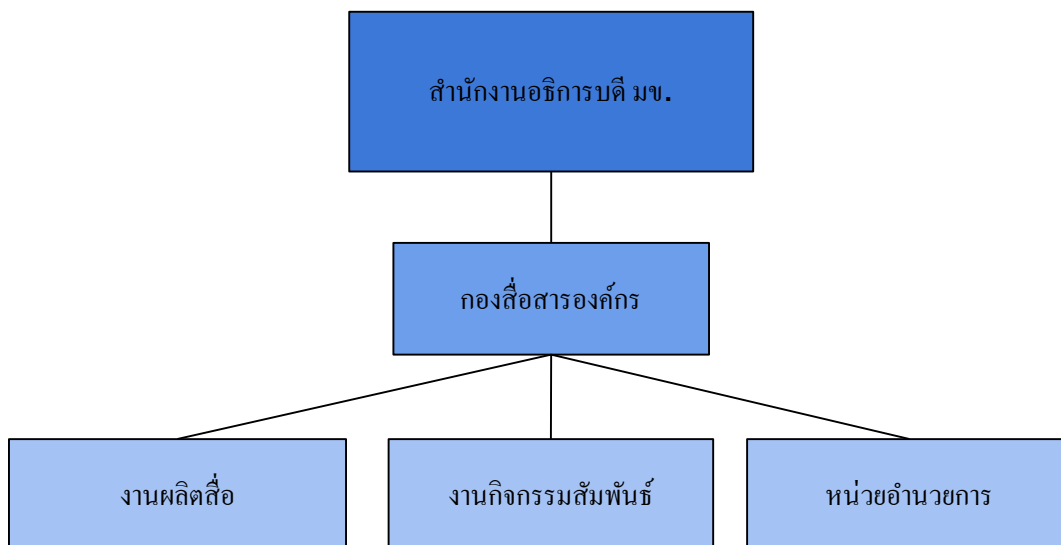 สำนักงานอธิการบดี มข.
กองสื่อสารองค์กร
งานผลิตสื่อ
งานกิจกรรมสัมพันธ์
หน่วยอำนวยการ